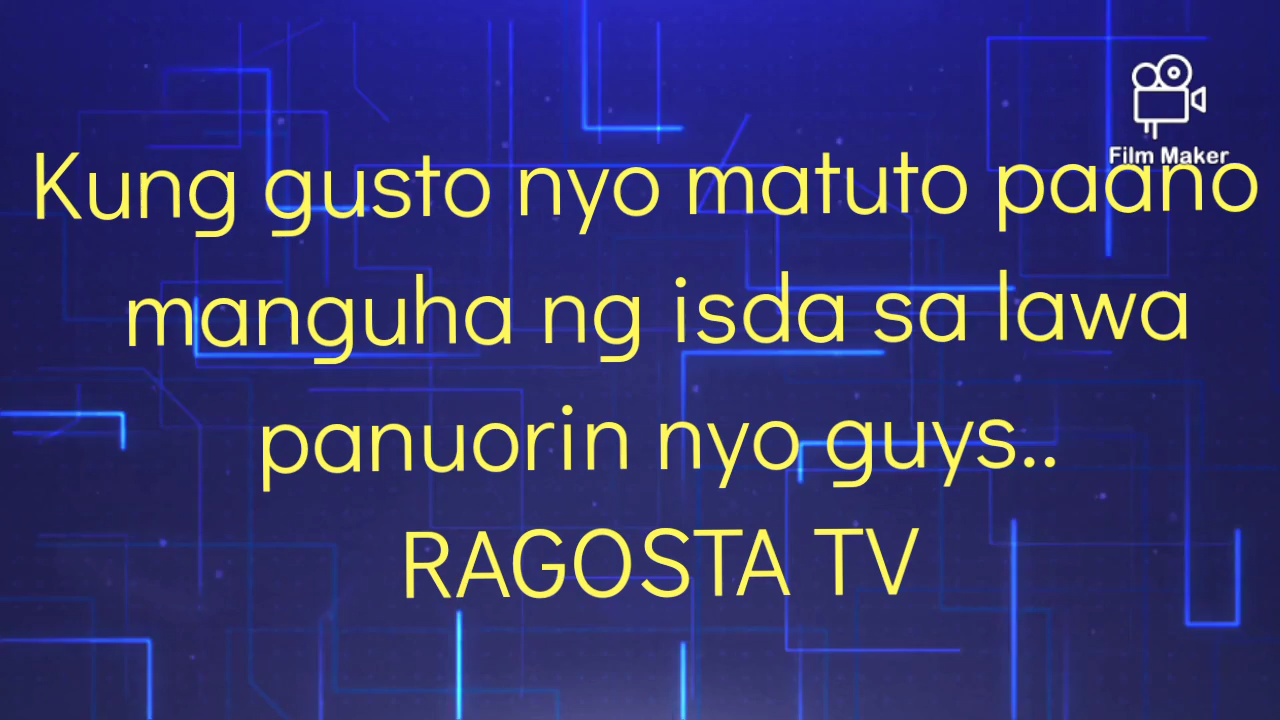 Film Maker
Kung gusto nyo matuto paano
manguha ng isda sa lawa
panuorin nyo guys..
RAGOSTA TV